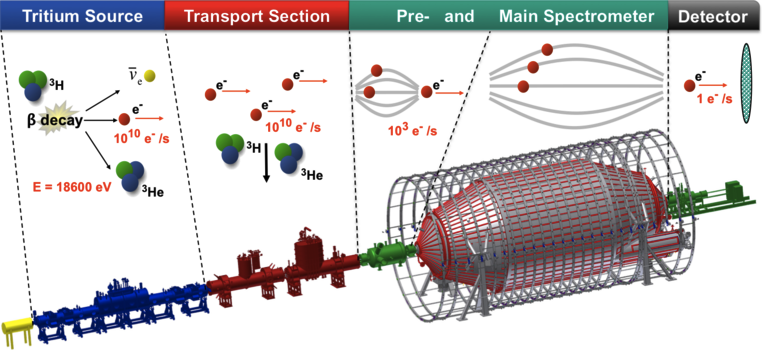 Tritium Source
Transport Section
Pre- and Main Spectrometer
Detector
³H
β decay
ν̄e
e⁻
10¹⁰ e⁻/s
³He
E = 18600 eV
e⁻
e⁻
e⁻
10¹⁰ e⁻/s
³H
³He
e⁻
10³ e⁻/s
e⁻
1 e⁻/s